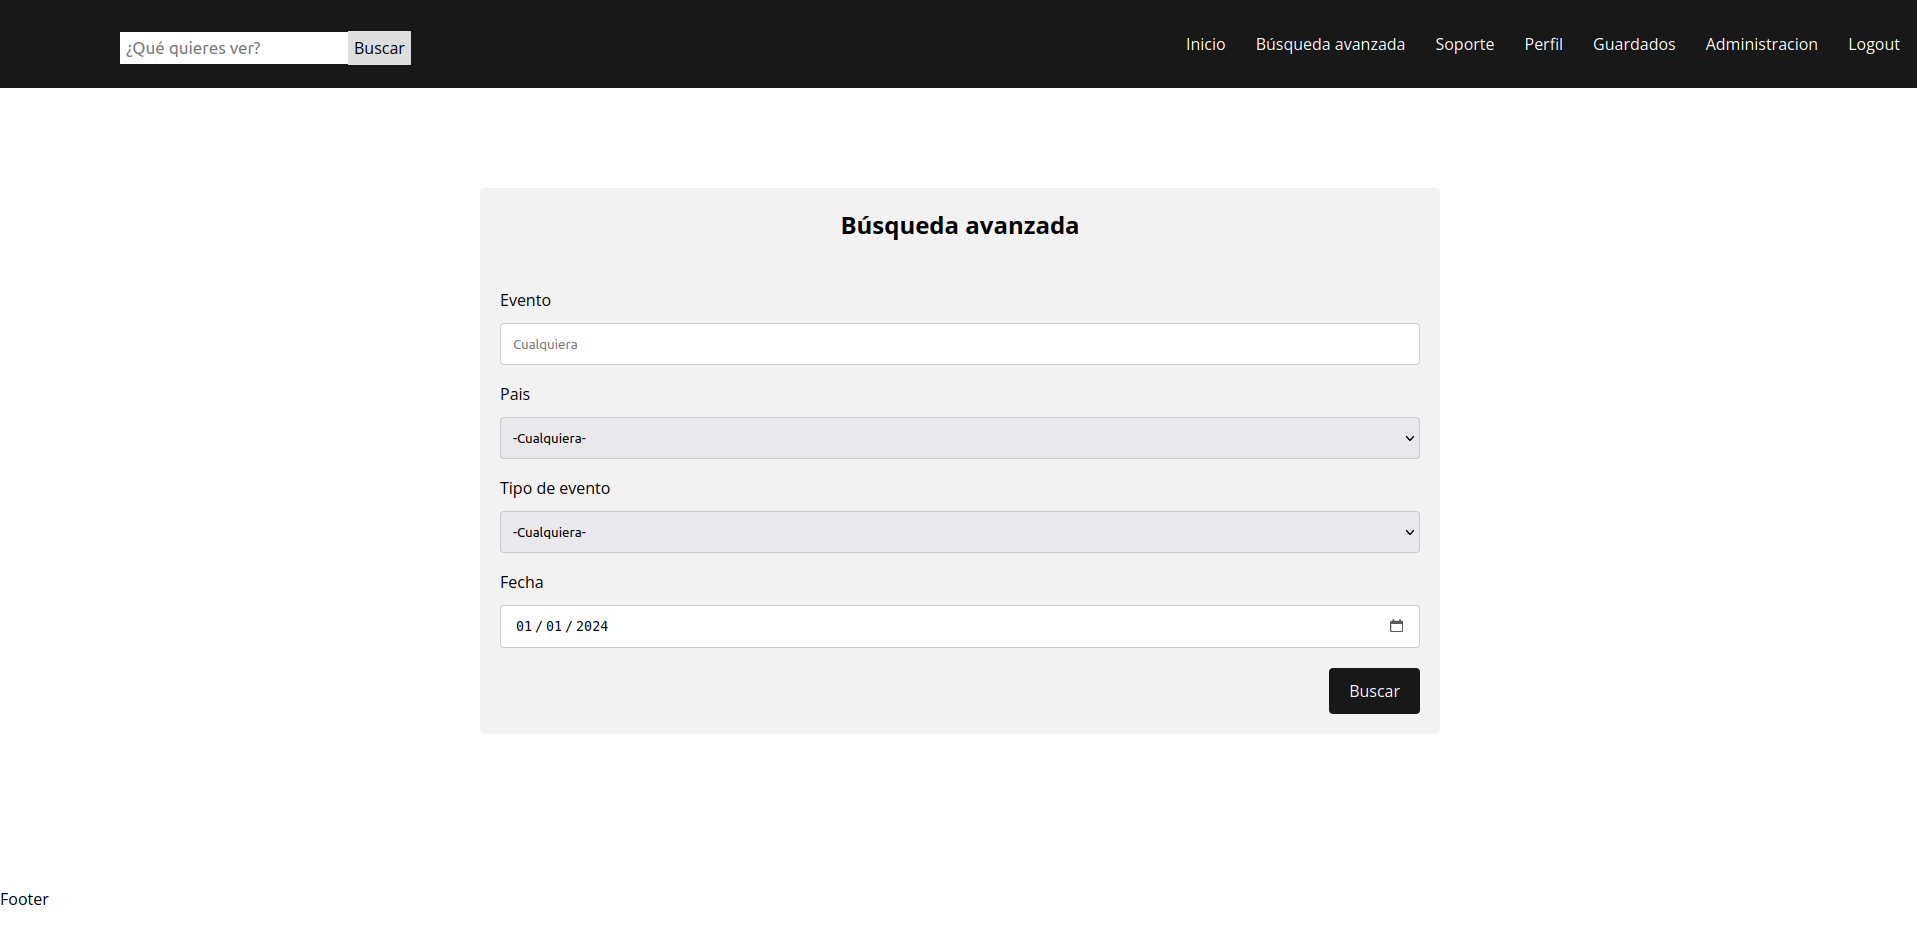 ¿Qué quieres ver? Buscar Inicio Búsqueda avanzada Soporte Perfil Guardados Administracion Logout
Búsqueda avanzada
Evento
Cualquiera
Pais
-Cualquiera-
Tipo de evento
-Cualquiera-
Fecha
01/01/2024
Buscar
Footer